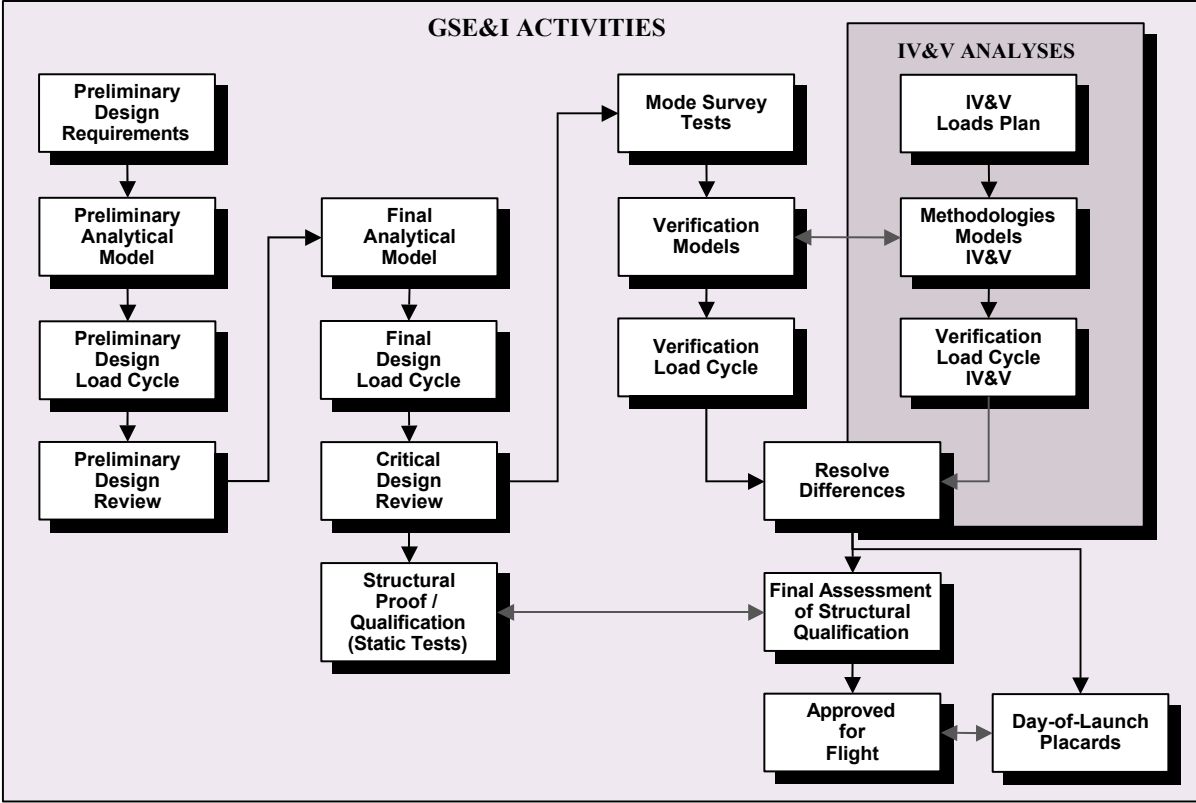 GSE&I ACTIVITIES
Preliminary
Design
Requirements
Preliminary
Analytical
Model
Preliminary
Design
Load Cycle
Preliminary
Design
Review
Final
Analytical
Model
Final
Design
Load Cycle
Critical
Design
Review
Structural
Proof /
Qualification
(Static Tests)
Mode Survey
Tests
Verification
Models
Verification
Load Cycle
IV&V ANALYSES
IV&V
Loads Plan
Methodologies
Models
IV&V
Verification
Load Cycle
IV&V
Resolve
Differences
Final Assessment
of Structural
Qualification
Approved
for
Flight
Day-of-Launch
Placards